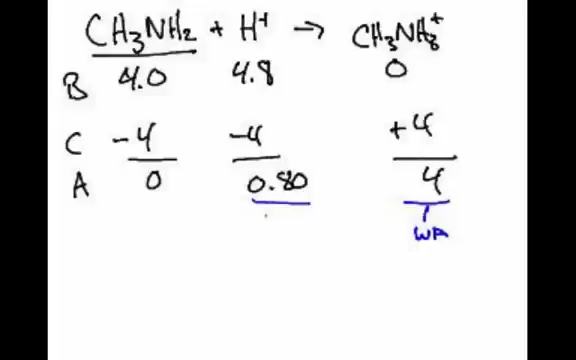 CH3NH2 + H+ → CH3NH3+
B 4.0 4.8 0
C -4 -4 +4
A 0 0.80 4
WA